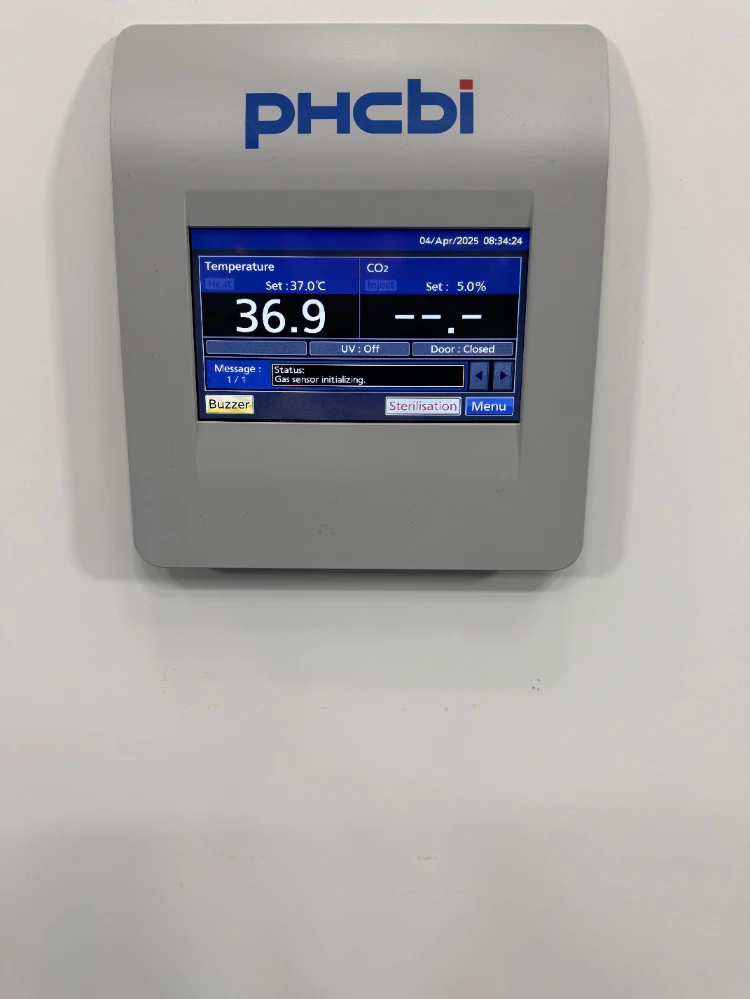 PHCbi
04/Apr/2025 08:34:24
Temperature
CO₂
Heat
Set : 37.0℃
Inject
Set : 5.0%
36.9
--.-
UV : Off
Door : Closed
Message :
1 / 1
Status:
Gas sensor initializing.
Buzzer
Sterilisation
Menu